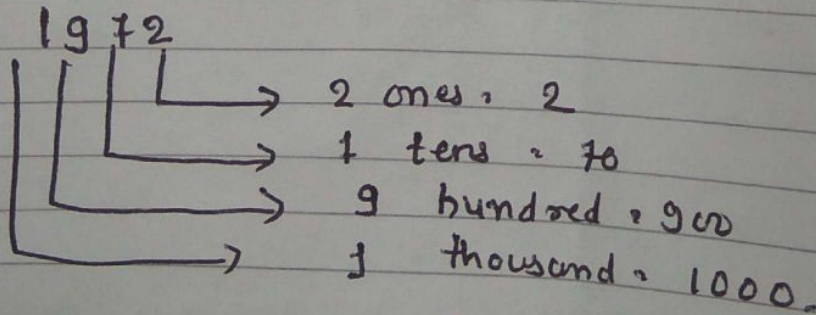 1972
2 ones = 2
7 tens = 70
9 hundred = 900
1 thousand = 1000.